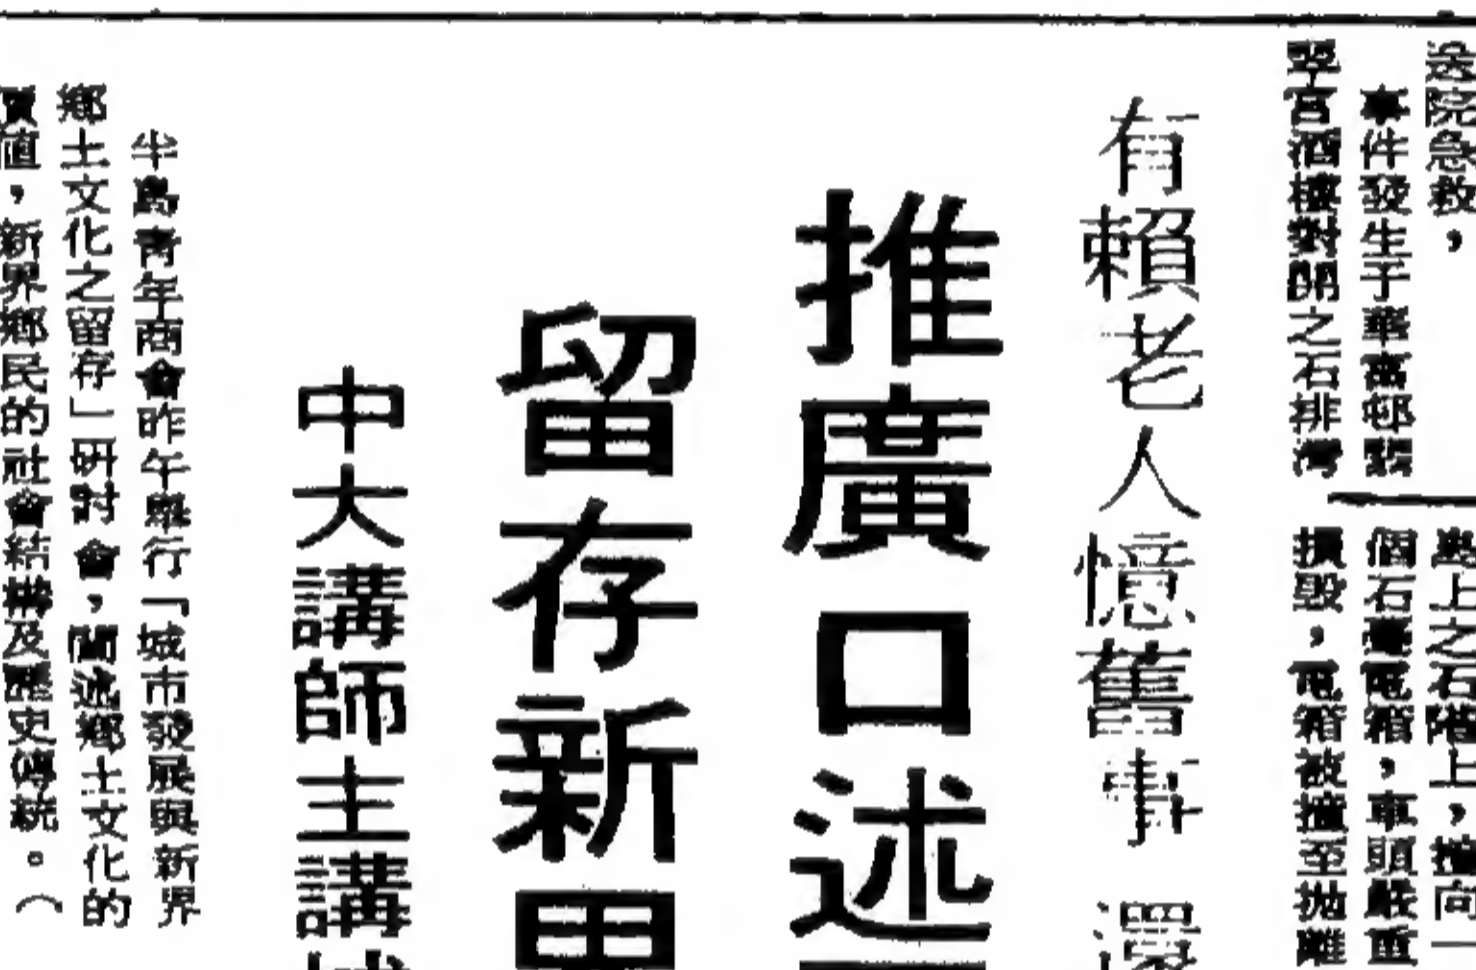 送院急救，
事件發生于華富邨翡
翠宮酒樓對開之石排灣
上之石階上，撞向一
個石灣電箱，車頭嚴重
損毀，電箱被撞至拋離
有賴老人憶舊事 還
推廣口述
留存新界
中大講師主講城
半島青年商會昨午舉行「城市發展與新界
鄉土文化之留存」研討會，闡述鄉土文化的
價值，新界鄉民的社會結構及歷史傳統。（